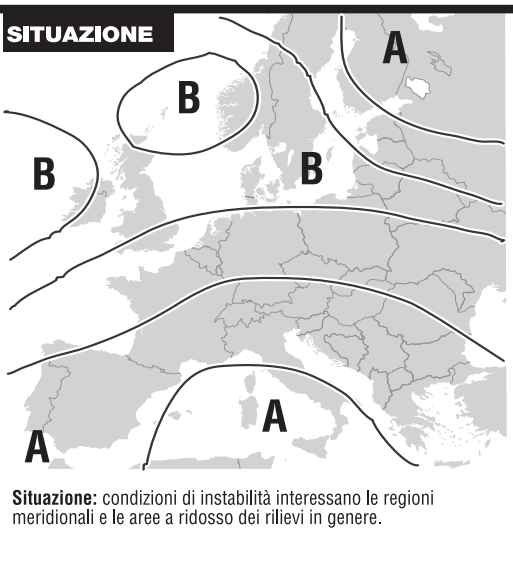 SITUAZIONE
A
B
B
B
A
A
Situazione: condizioni di instabilità interessano le regioni
meridionali e le aree a ridosso dei rilievi in genere.